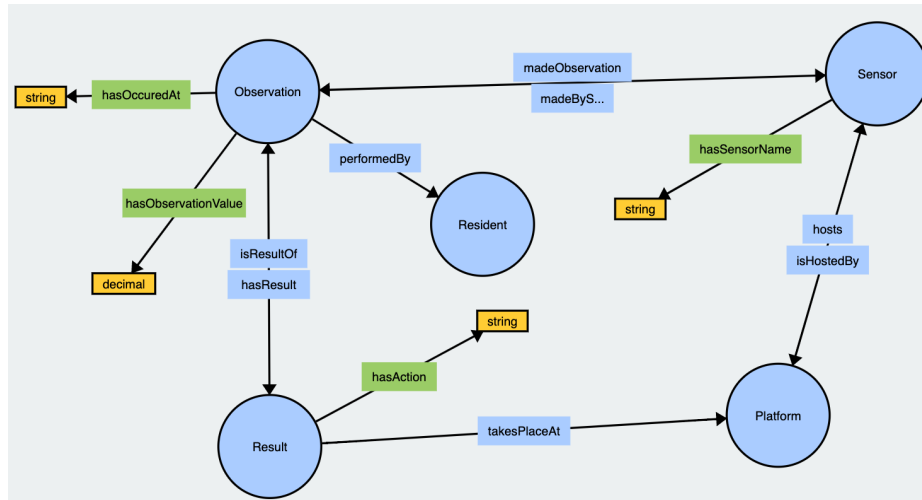 madeObservation
Sensor
hasOccuredAt
Observation
string
madeByS...
hasSensorName
performedBy
hasObservationValue
string
Resident
hosts
isResultOf
isHostedBy
decimal
hasResult
string
hasAction
Platform
takesPlaceAt
Result